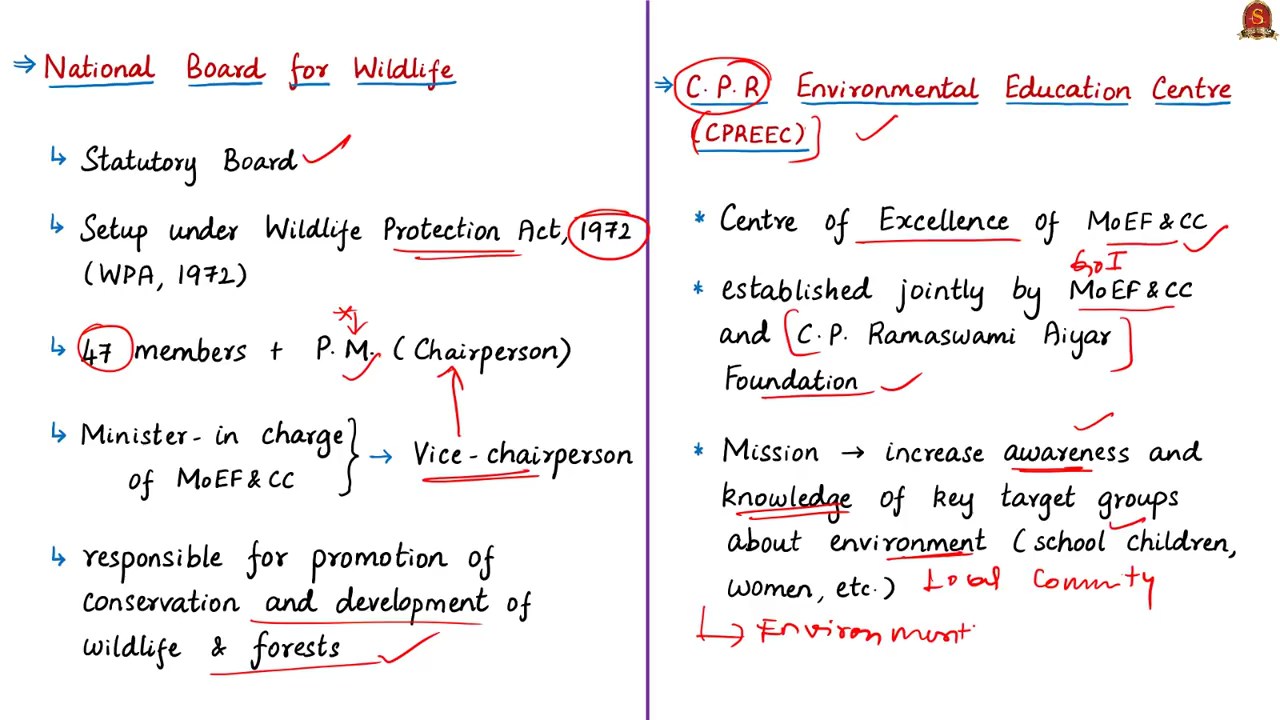 ⇒ National Board for Wildlife
↳ Statutory Board ✓
↳ Setup under Wildlife Protection Act, 1972
(WPA, 1972)
↳ 47 members + P.M. (Chairperson)
↳ Minister-in charge
of MoEF&CC } → Vice-chairperson
↳ responsible for promotion of
conservation and development of
wildlife & forests
⇒ C.P.R Environmental Education Centre
(CPREEC)
* Centre of Excellence of MoEF&CC
GoI
* established jointly by MoEF&CC
and C.P. Ramaswami Aiyar
Foundation
* Mission → increase awareness and
knowledge of key target groups
about environment (school children,
women, etc.) Local Commity
↳ Environment
S